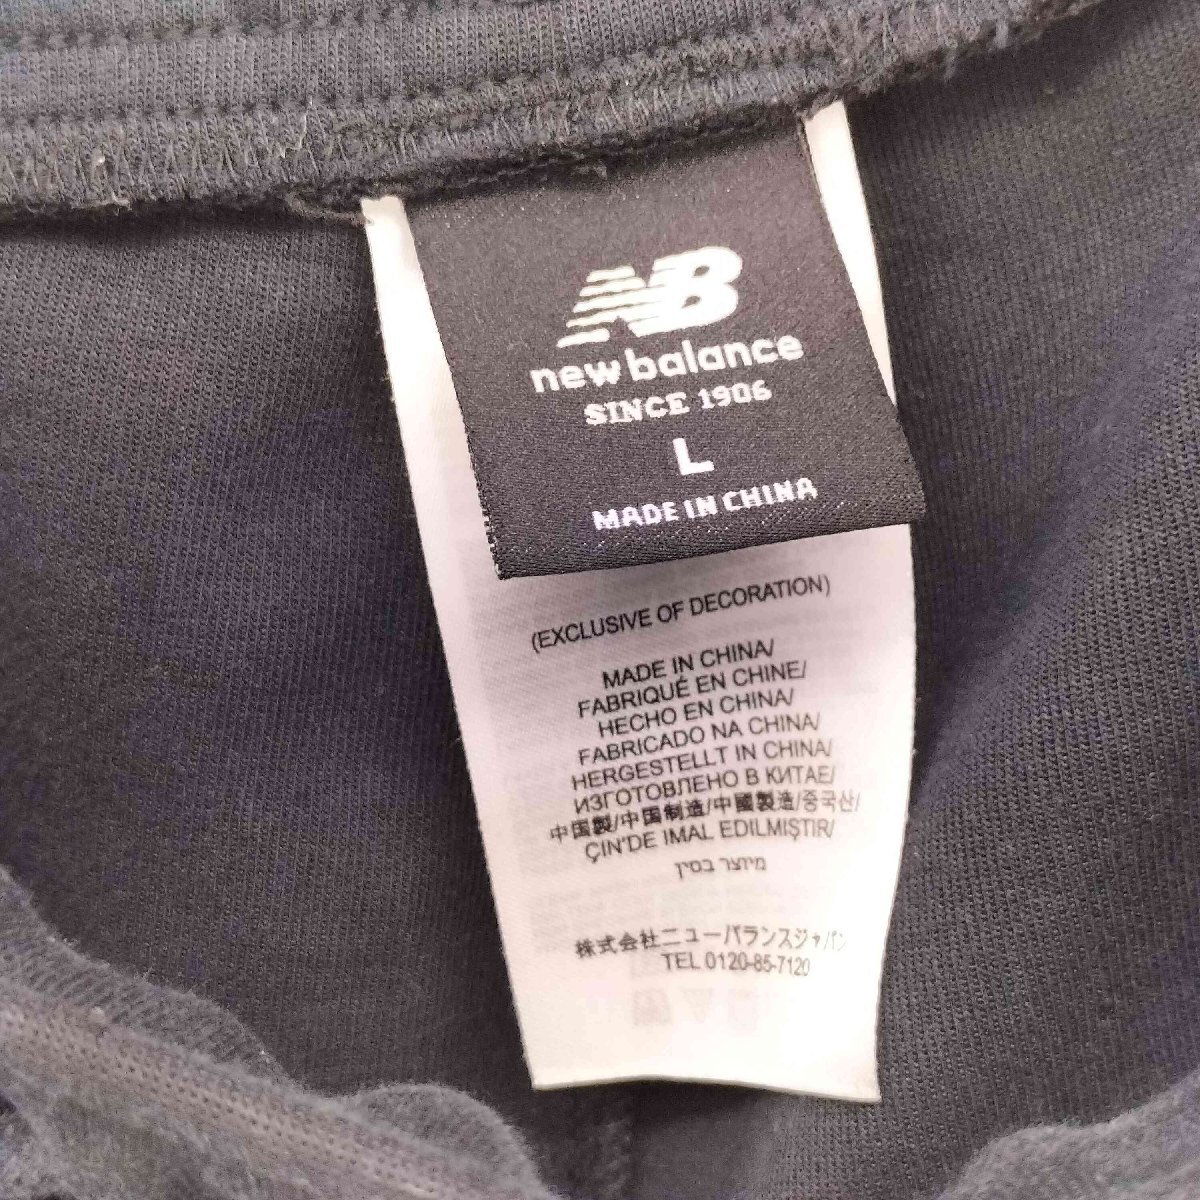 NB
new balance
SINCE 1906
L
MADE IN CHINA
(EXCLUSIVE OF DECORATION)
MADE IN CHINA/
FABRIQUÉ EN CHINE/
HECHO EN CHINA/
FABRICADO NA CHINA/
HERGESTELLT IN CHINA/
ИЗГОТОВЛЕНО В КИТАЕ/
中国製/中国制造/中國製造/중국산/
ÇIN'DE IMAL EDILMIŞTIR/
מיוצר בסין
株式会社ニューバランスジャパン
TEL 0120-85-7120